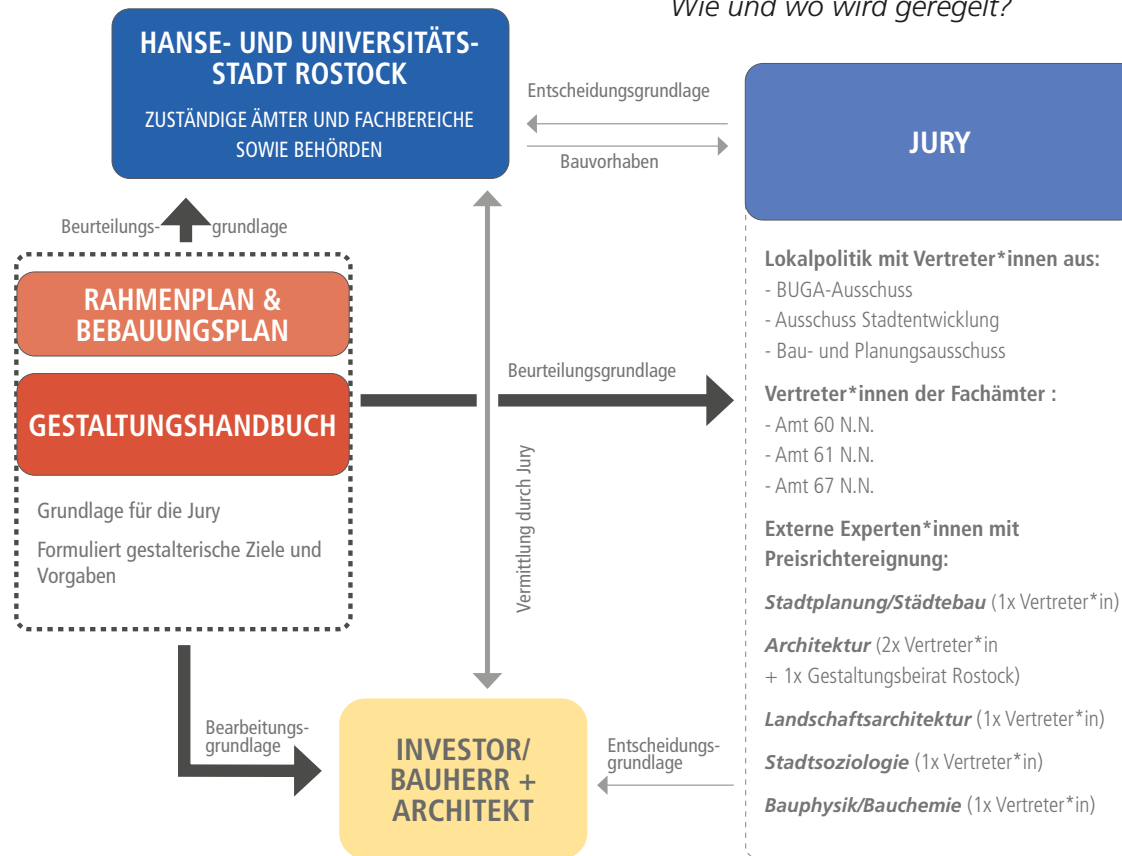 Wie und wo wird geregelt?
HANSE- UND UNIVERSITÄTS-
STADT ROSTOCK
ZUSTÄNDIGE ÄMTER UND FACHBEREICHE
SOWIE BEHÖRDEN
Entscheidungsgrundlage
Bauvorhaben
JURY
Beurteilungs- grundlage
RAHMENPLAN &
BEBAUUNGSPLAN
GESTALTUNGSHANDBUCH
Grundlage für die Jury
Formuliert gestalterische Ziele und
Vorgaben
Beurteilungsgrundlage
Vermittlung durch Jury
Lokalpolitik mit Vertreter*innen aus:
- BUGA-Ausschuss
- Ausschuss Stadtentwicklung
- Bau- und Planungsausschuss
Vertreter*innen der Fachämter :
- Amt 60 N.N.
- Amt 61 N.N.
- Amt 67 N.N.
Externe Experten*innen mit
Preisrichtereignung:
Stadtplanung/Städtebau (1x Vertreter*in)
Architektur (2x Vertreter*in
+ 1x Gestaltungsbeirat Rostock)
Landschaftsarchitektur (1x Vertreter*in)
Stadtsoziologie (1x Vertreter*in)
Bauphysik/Bauchemie (1x Vertreter*in)
Bearbeitungs-
grundlage
INVESTOR/
BAUHERR +
ARCHITEKT
Entscheidungs-
grundlage